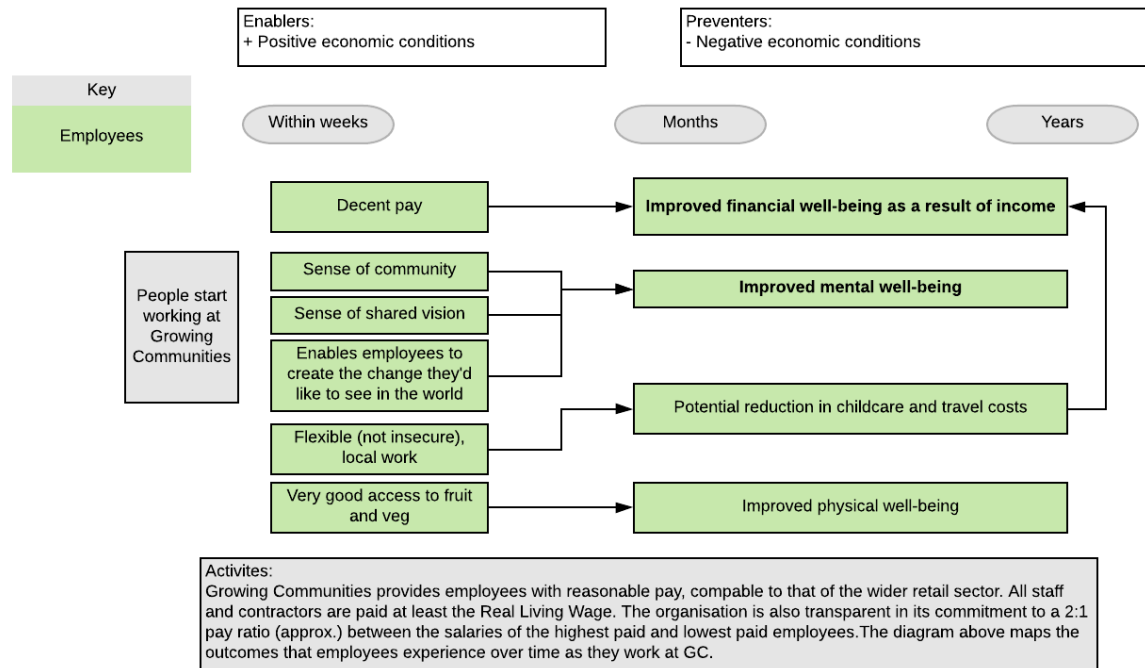 Enablers:
+ Positive economic conditions
Preventers:
- Negative economic conditions
Key
Employees
Within weeks
Months
Years
Decent pay
Improved financial well-being as a result of income
People start
working at
Growing
Communities
Sense of community
Sense of shared vision
Enables employees to
create the change they'd
like to see in the world
Improved mental well-being
Flexible (not insecure),
local work
Potential reduction in childcare and travel costs
Very good access to fruit
and veg
Improved physical well-being
Activites:
Growing Communities provides employees with reasonable pay, compable to that of the wider retail sector. All staff
and contractors are paid at least the Real Living Wage. The organisation is also transparent in its commitment to a 2:1
pay ratio (approx.) between the salaries of the highest paid and lowest paid employees.The diagram above maps the
outcomes that employees experience over time as they work at GC.